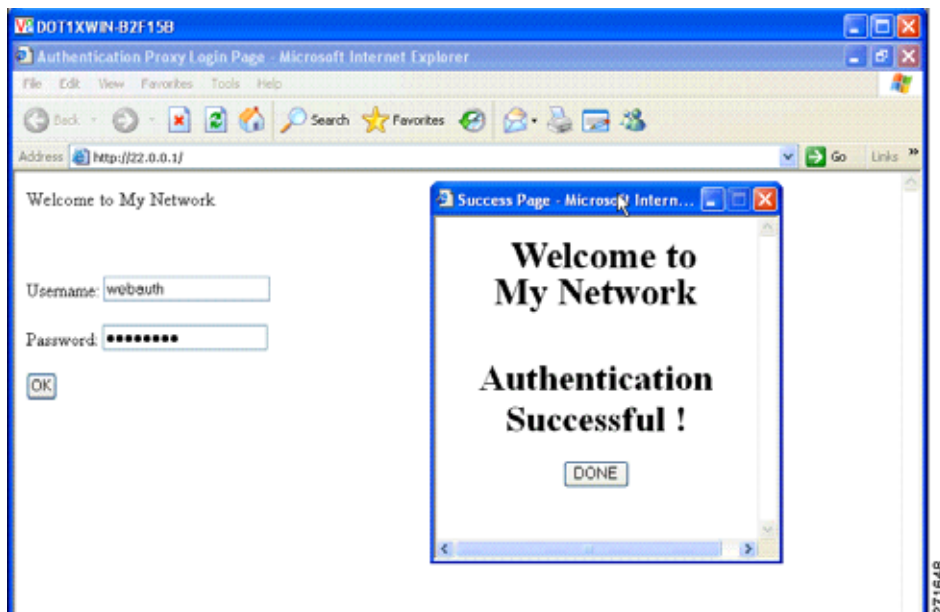 DOT1XWIN-B2F15B
Authentication Proxy Login Page - Microsoft Internet Explorer
File Edit View Favorites Tools Help
Back Search Favorites
Address http://22.0.0.1/ Go Links »
Welcome to My Network
Username: webauth
Password: ••••••••
OK
Success Page - Microsoft Intern...
Welcome to
My Network
Authentication
Successful !
DONE
271648